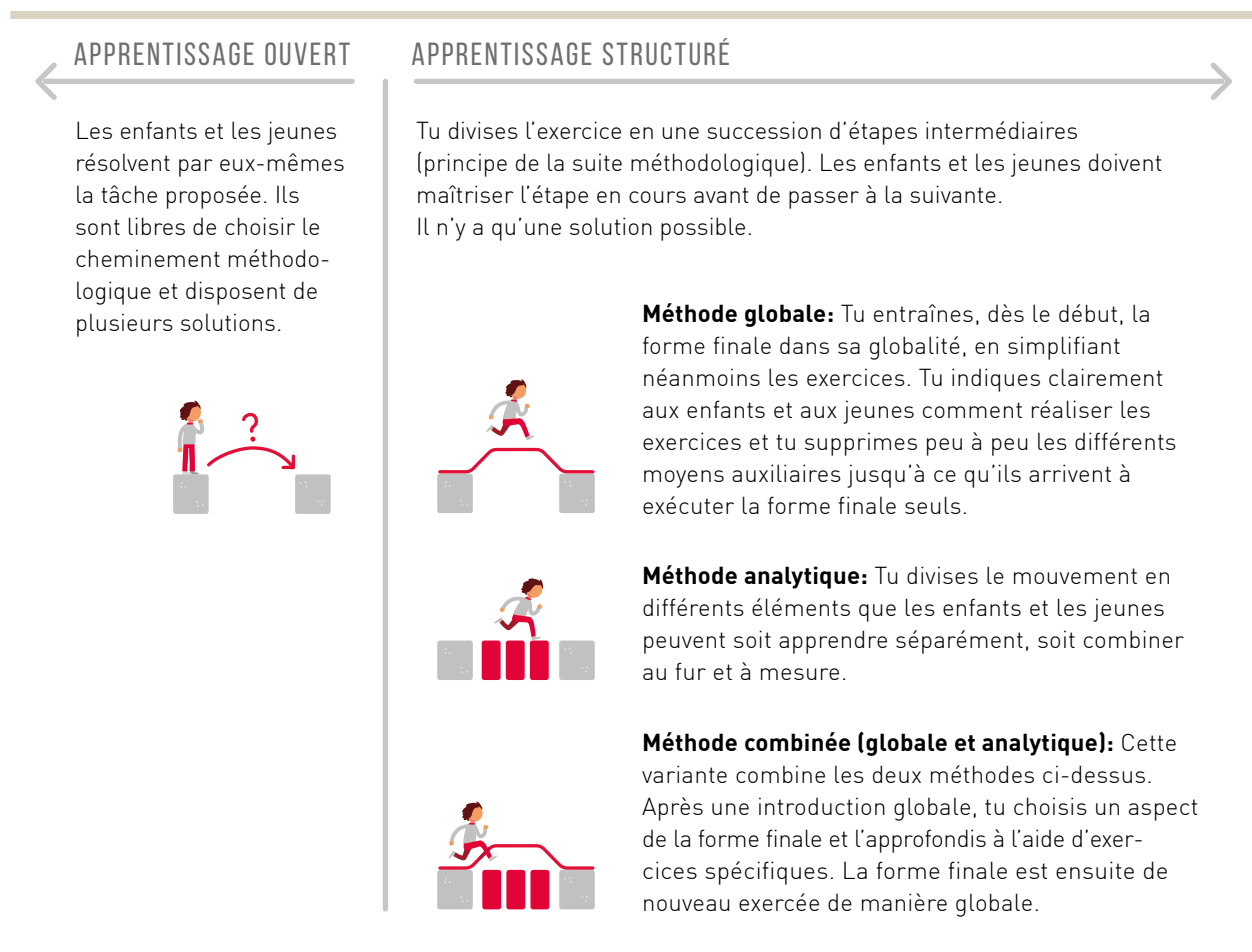 APPRENTISSAGE OUVERT
Les enfants et les jeunes
résolvent par eux-mêmes
la tâche proposée. Ils
sont libres de choisir le
cheminement méthodo-
logique et disposent de
plusieurs solutions.
?
APPRENTISSAGE STRUCTURÉ
Tu divises l'exercice en une succession d'étapes intermédiaires
(principe de la suite méthodologique). Les enfants et les jeunes doivent
maîtriser l'étape en cours avant de passer à la suivante.
Il n'y a qu'une solution possible.
Méthode globale: Tu entraînes, dès le début, la
forme finale dans sa globalité, en simplifiant
néanmoins les exercices. Tu indiques clairement
aux enfants et aux jeunes comment réaliser les
exercices et tu supprimes peu à peu les différents
moyens auxiliaires jusqu'à ce qu'ils arrivent à
exécuter la forme finale seuls.
Méthode analytique: Tu divises le mouvement en
différents éléments que les enfants et les jeunes
peuvent soit apprendre séparément, soit combiner
au fur et à mesure.
Méthode combinée (globale et analytique): Cette
variante combine les deux méthodes ci-dessus.
Après une introduction globale, tu choisis un aspect
de la forme finale et l'approfondis à l'aide d'exer-
cices spécifiques. La forme finale est ensuite de
nouveau exercée de manière globale.